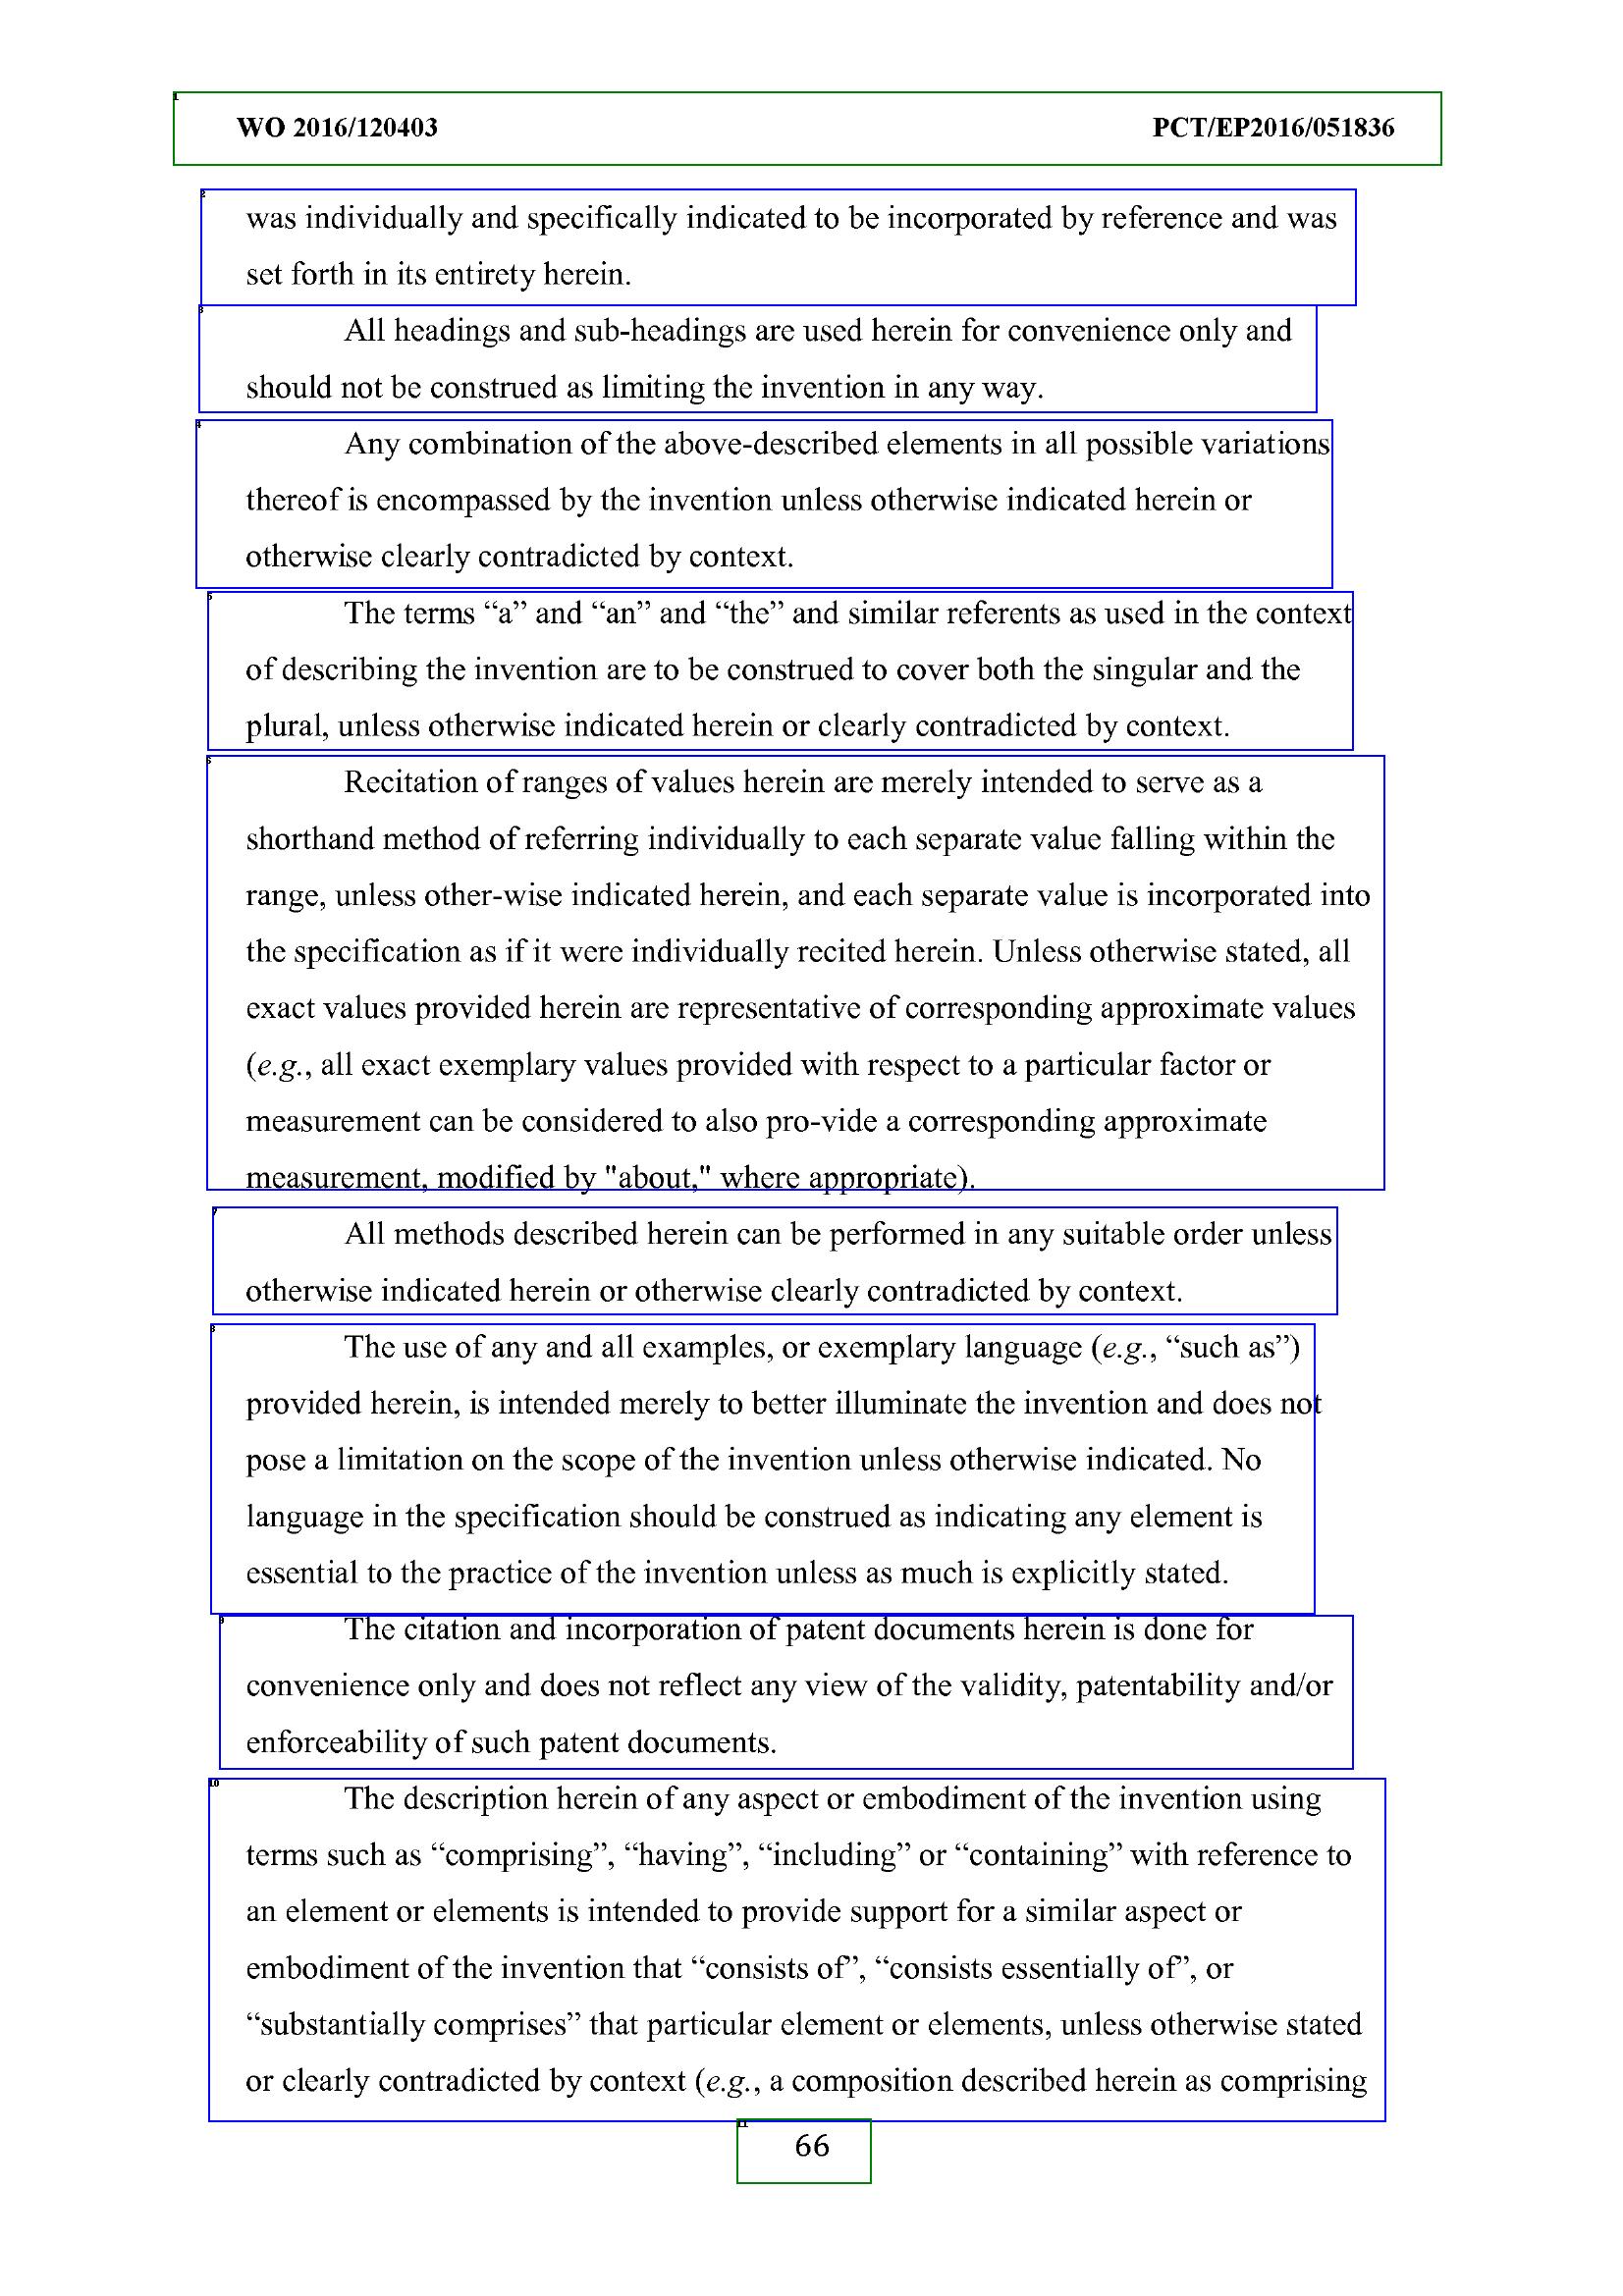 1
WO 2016/120403 PCT/EP2016/051836
2
was individually and specifically indicated to be incorporated by reference and was
set forth in its entirety herein.
3
All headings and sub-headings are used herein for convenience only and
should not be construed as limiting the invention in any way.
4
Any combination of the above-described elements in all possible variations
thereof is encompassed by the invention unless otherwise indicated herein or
otherwise clearly contradicted by context.
5
The terms “a” and “an” and “the” and similar referents as used in the context
of describing the invention are to be construed to cover both the singular and the
plural, unless otherwise indicated herein or clearly contradicted by context.
6
Recitation of ranges of values herein are merely intended to serve as a
shorthand method of referring individually to each separate value falling within the
range, unless other-wise indicated herein, and each separate value is incorporated into
the specification as if it were individually recited herein. Unless otherwise stated, all
exact values provided herein are representative of corresponding approximate values
(e.g., all exact exemplary values provided with respect to a particular factor or
measurement can be considered to also pro-vide a corresponding approximate
measurement, modified by "about," where appropriate).
7
All methods described herein can be performed in any suitable order unless
otherwise indicated herein or otherwise clearly contradicted by context.
8
The use of any and all examples, or exemplary language (e.g., “such as”)
provided herein, is intended merely to better illuminate the invention and does not
pose a limitation on the scope of the invention unless otherwise indicated. No
language in the specification should be construed as indicating any element is
essential to the practice of the invention unless as much is explicitly stated.
9
The citation and incorporation of patent documents herein is done for
convenience only and does not reflect any view of the validity, patentability and/or
enforceability of such patent documents.
10
The description herein of any aspect or embodiment of the invention using
terms such as “comprising”, “having”, “including” or “containing” with reference to
an element or elements is intended to provide support for a similar aspect or
embodiment of the invention that “consists of”, “consists essentially of”, or
“substantially comprises” that particular element or elements, unless otherwise stated
or clearly contradicted by context (e.g., a composition described herein as comprising
11
66